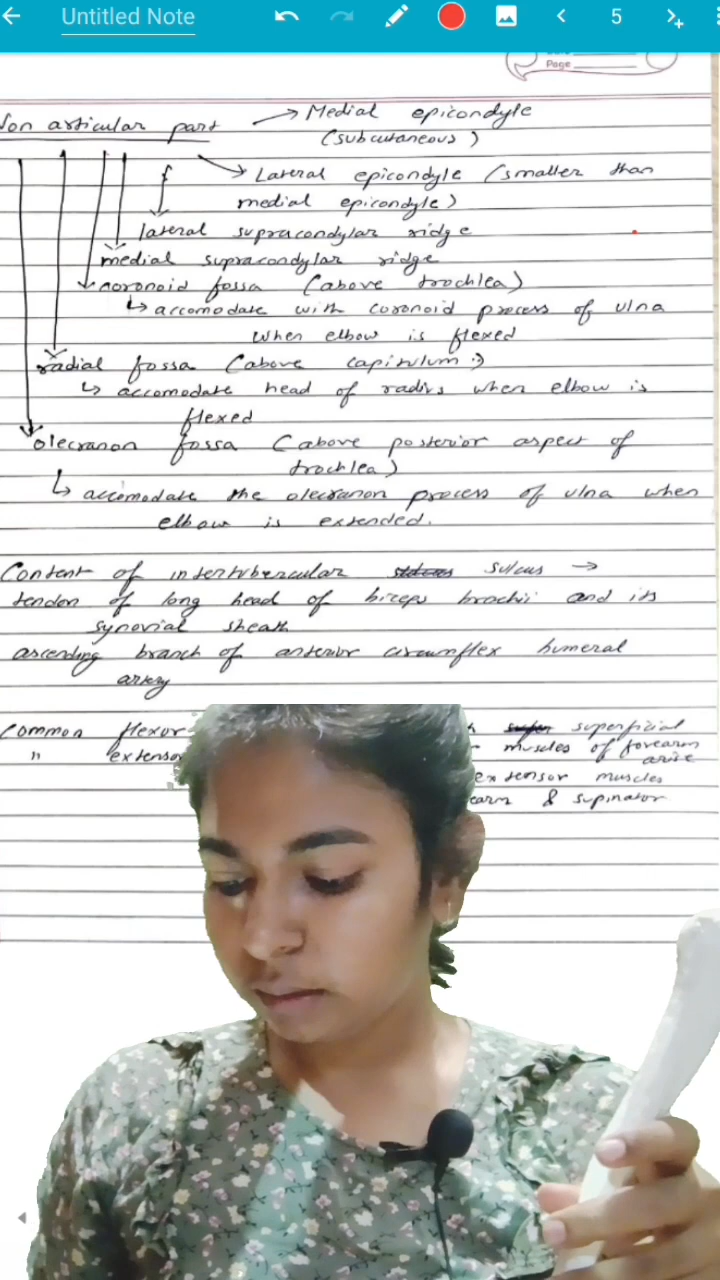 Untitled Note
5
Page
Non articular part → Medial epicondyle
(subcutaneous)
→ Lateral epicondyle (smaller than
medial epicondyle)
lateral supracondylar ridge
medial supracondylar ridge
coronoid fossa (above trochlea)
↳ accomodate with coronoid process of ulna
when elbow is flexed
radial fossa (above capitulum)
↳ accomodate head of radius when elbow is
flexed
olecranon fossa (above posterior aspect of
trochlea)
↳ accomodate the olecranon process of ulna when
elbow is extended.
Content of intertubercular sulcus →
tendon of long head of biceps brachii and its
synovial sheath
ascending branch of anterior circumflex humeral
artery
Common flexor superficial
" extensor muscles of forearm
arise
extensor muscles
& supinator